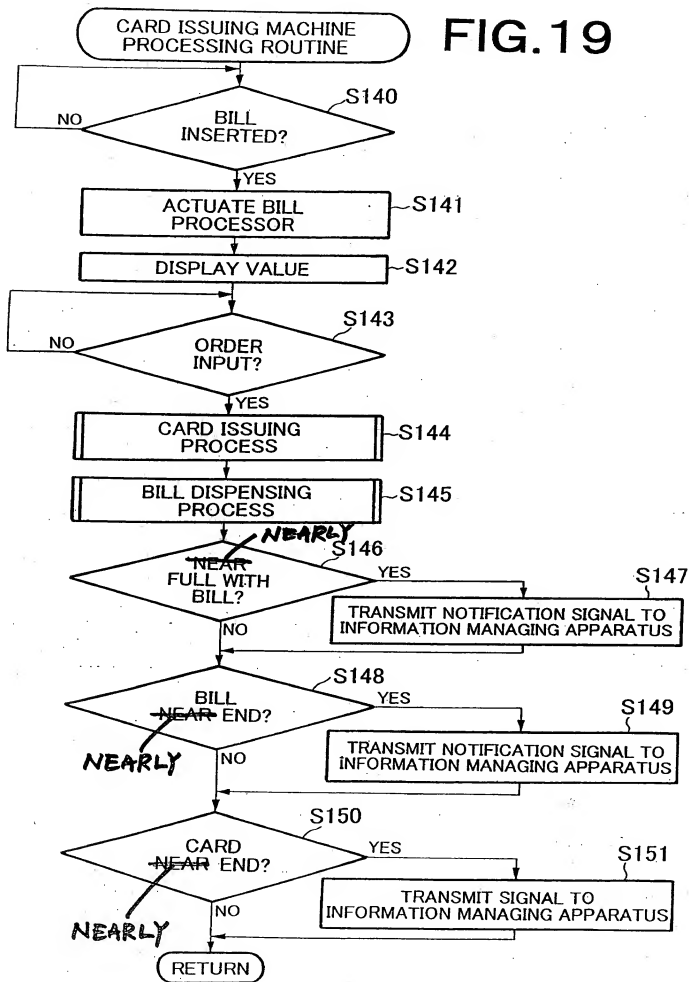 CARD ISSUING MACHINE
PROCESSING ROUTINE
FIG.19
S140
BILL
INSERTED?
NO
YES
ACTUATE BILL
PROCESSOR
S141
DISPLAY VALUE
S142
S143
ORDER
INPUT?
NO
YES
CARD ISSUING
PROCESS
S144
BILL DISPENSING
PROCESS
S145
NEARLY
S146
NEAR
FULL WITH
BILL?
YES
NO
S147
TRANSMIT NOTIFICATION SIGNAL TO
INFORMATION MANAGING APPARATUS
S148
BILL
NEAR END?
YES
NEARLY
NO
S149
TRANSMIT NOTIFICATION SIGNAL TO
INFORMATION MANAGING APPARATUS
S150
CARD
NEAR END?
YES
NEARLY
NO
S151
TRANSMIT SIGNAL TO
INFORMATION MANAGING APPARATUS
RETURN